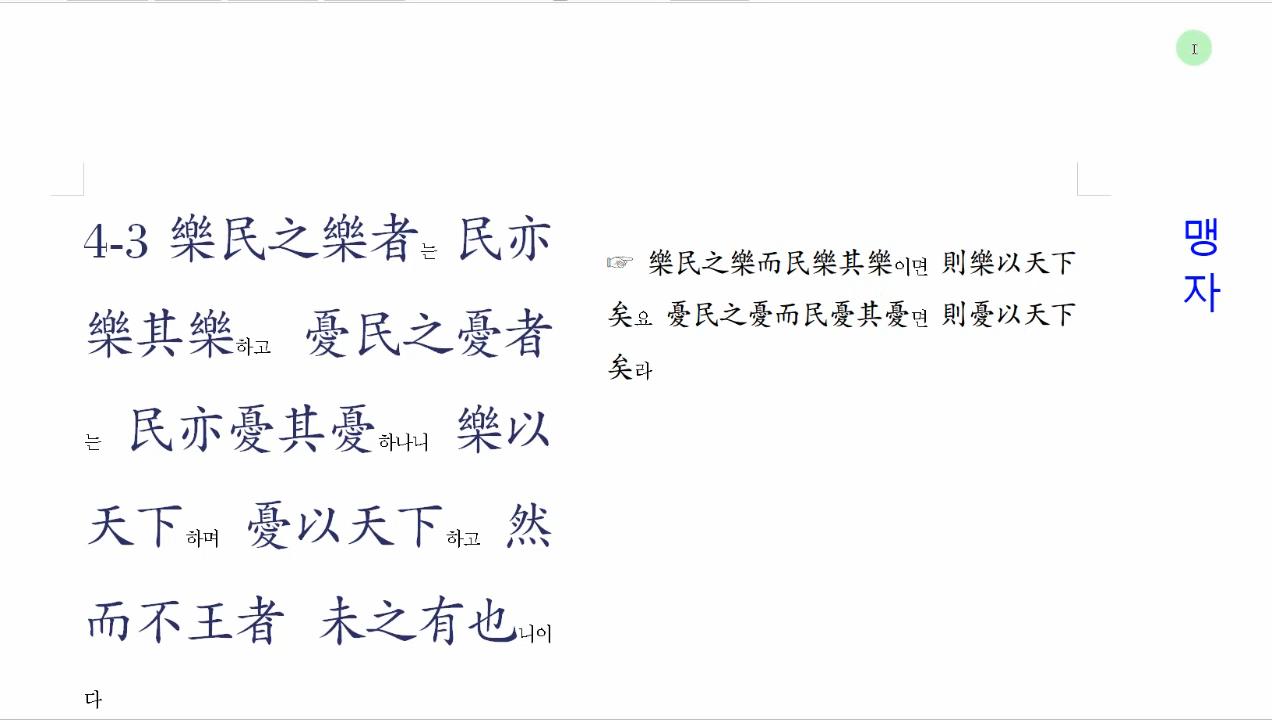 4-3 樂民之樂者는 民亦
樂其樂하고 憂民之憂者
는 民亦憂其憂하나니 樂以
天下하며 憂以天下하고 然
而不王者 未之有也니이
다
☞ 樂民之樂而民樂其樂이면 則樂以天下
矣요 憂民之憂而民憂其憂면 則憂以天下
矣라
맹
자